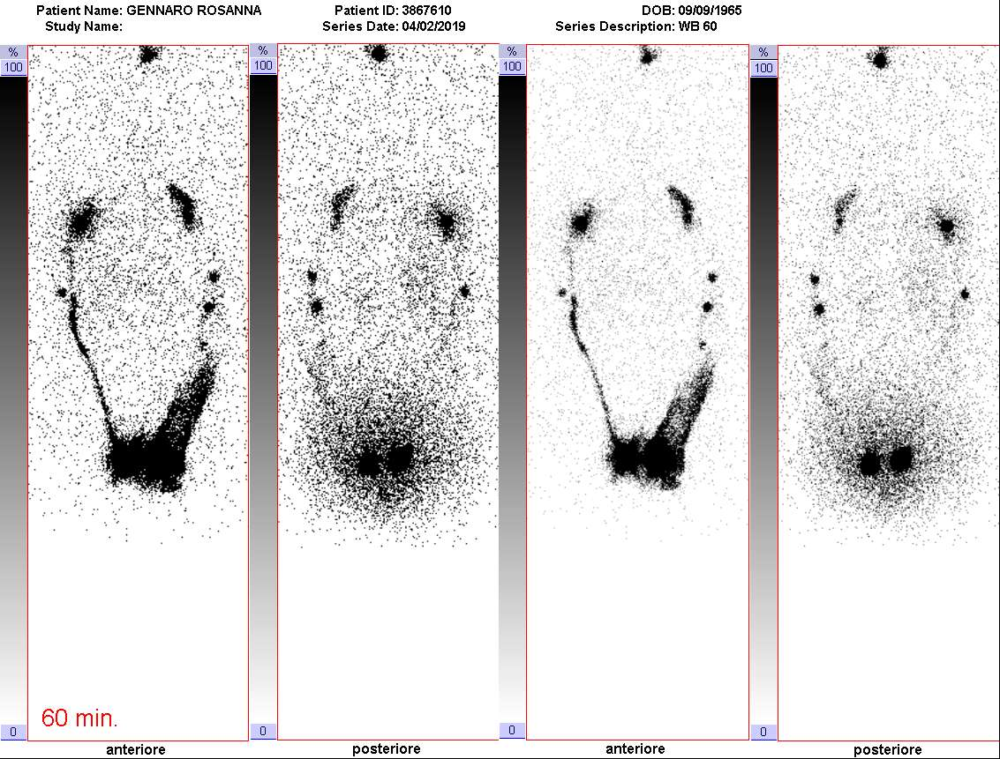 Patient Name: GENNARO ROSANNA Patient ID: 3867610 DOB: 09/09/1965
Study Name: Series Date: 04/02/2019 Series Description: WB 60
% % % %
100 100 100 100
60 min.
0 0 0 0
anteriore posteriore anteriore posteriore